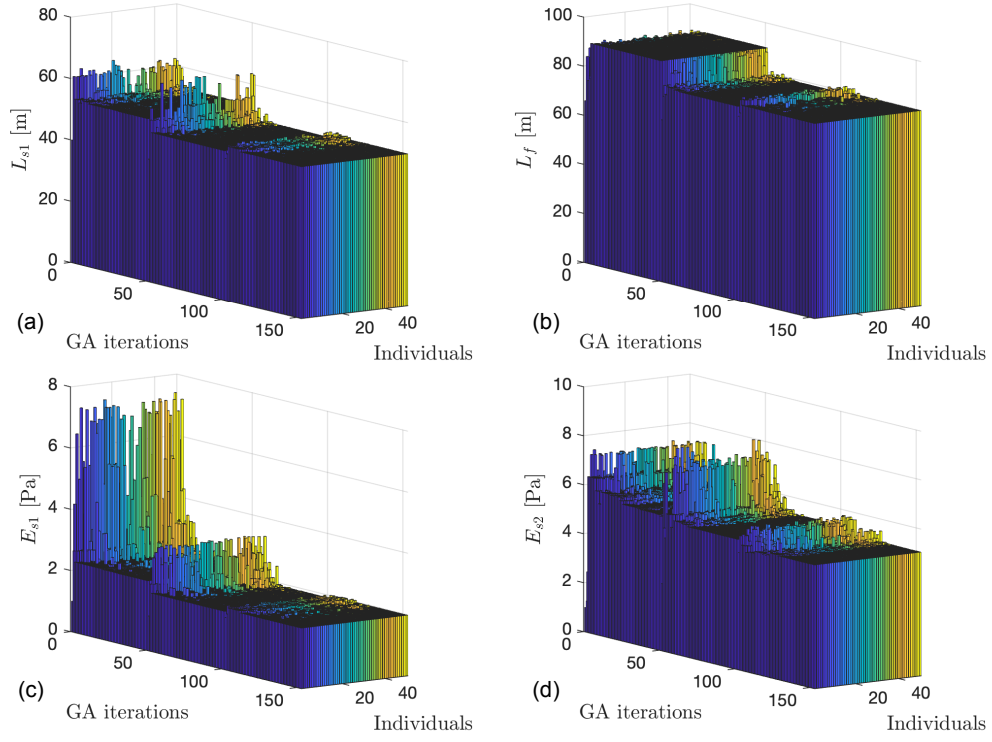 80
60
40
20
0
0
50
100
150
20
40
L_{s1} [m]
(a)
GA iterations
Individuals
100
80
60
40
20
0
0
50
100
150
20
40
L_f [m]
(b)
GA iterations
Individuals
8
6
4
2
0
0
50
100
150
20
40
E_{s1} [Pa]
(c)
GA iterations
Individuals
10
8
6
4
2
0
0
50
100
150
20
40
E_{s2} [Pa]
(d)
GA iterations
Individuals